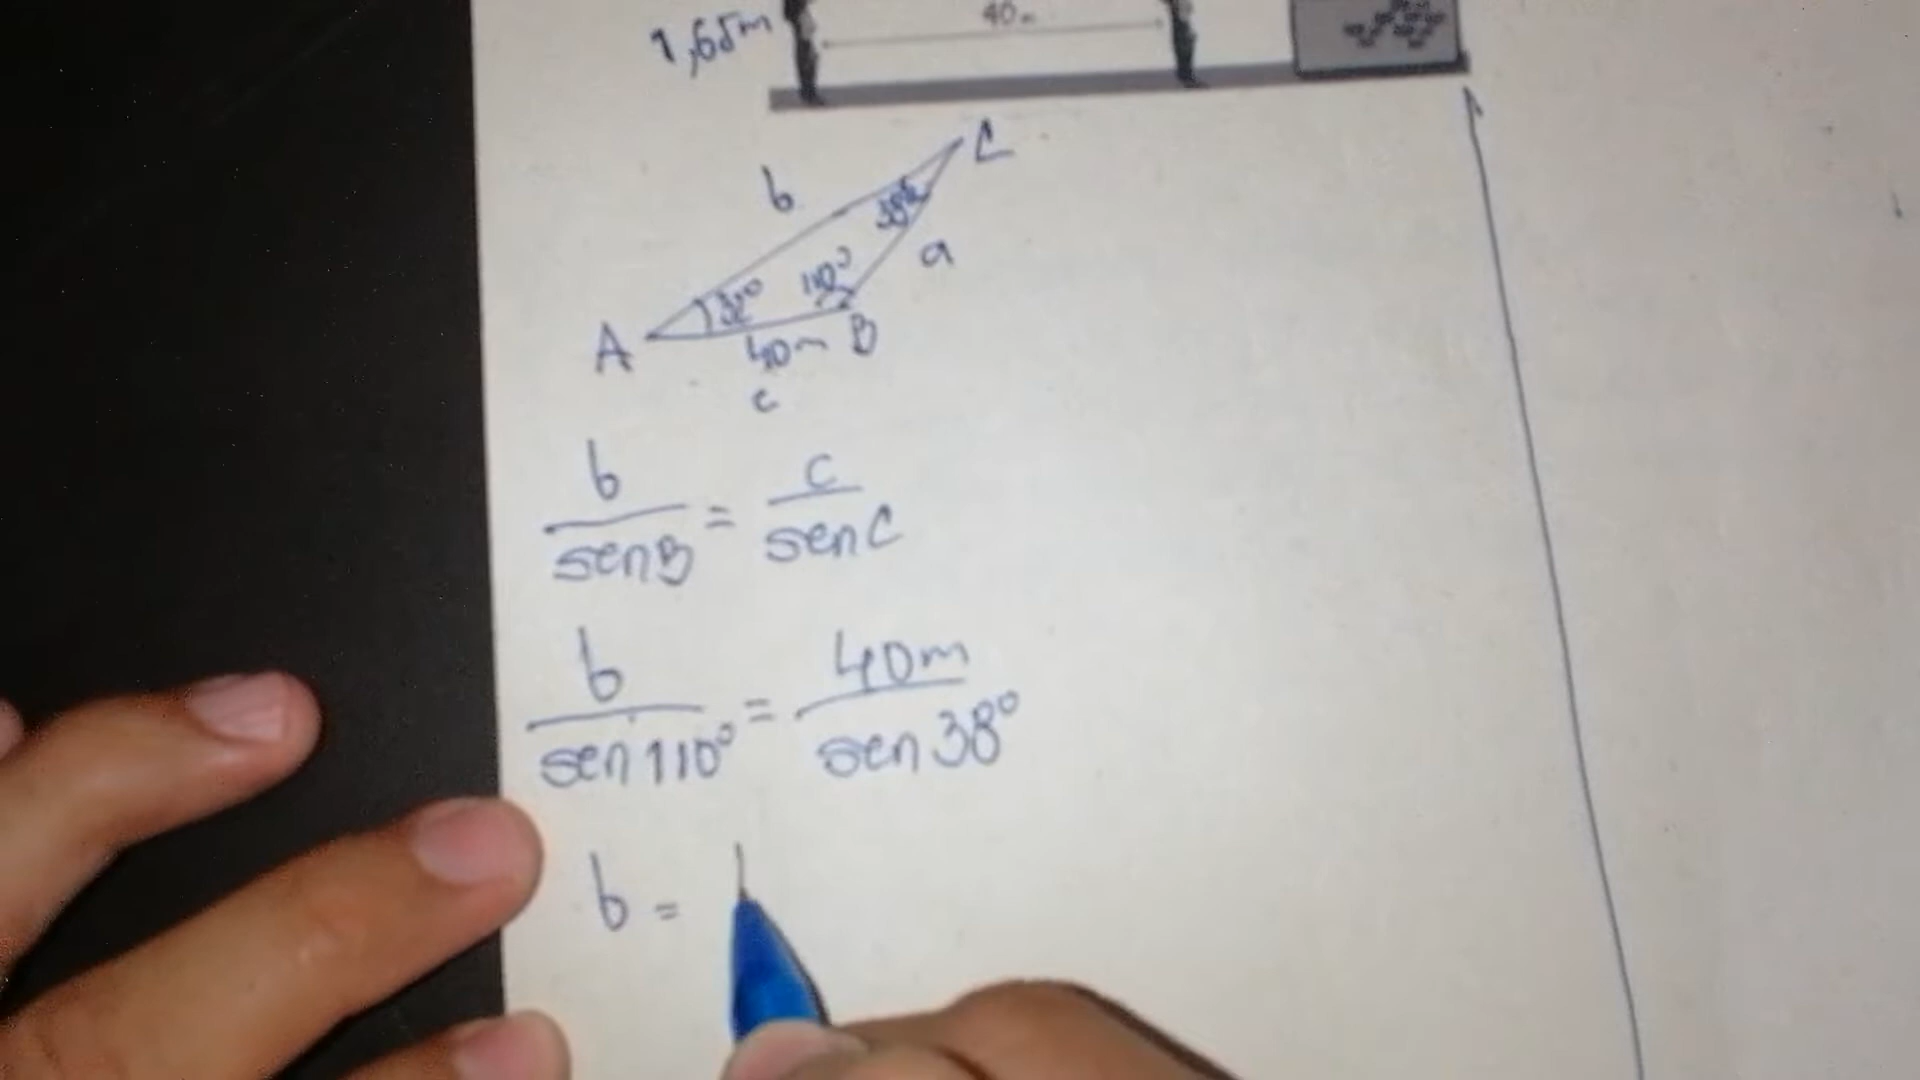 1,65m
40m
C
b
38°
a
110°
32°
A
40m B
c
b / senB = c / senC
b / sen110° = 40m / sen38°
b =